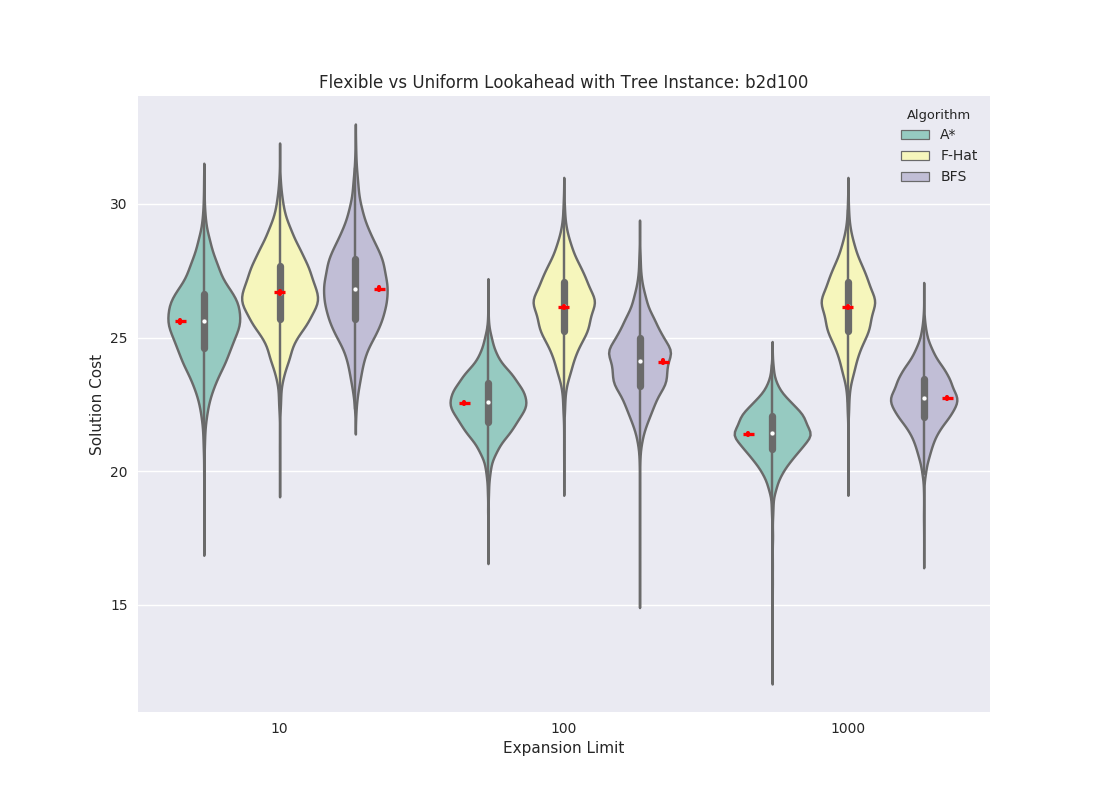 Flexible vs Uniform Lookahead with Tree Instance: b2d100
Algorithm
A*
F-Hat
BFS
30
25
20
15
Solution Cost
10
100
1000
Expansion Limit